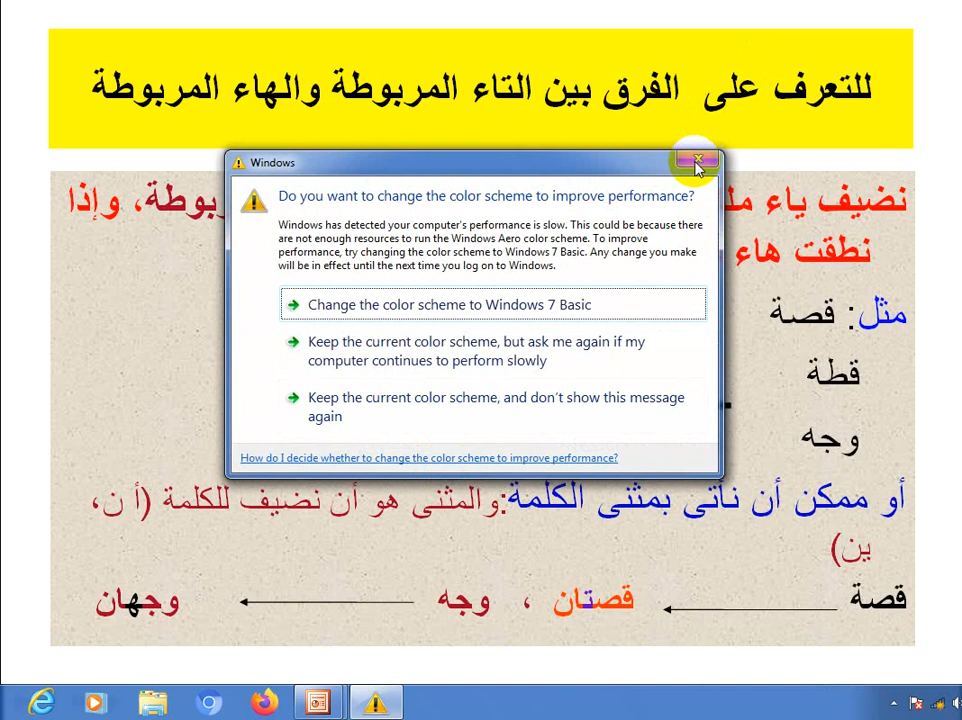 للتعرف على الفرق بين التاء المربوطة والهاء المربوطة
Windows
Do you want to change the color scheme to improve performance?
Windows has detected your computer's performance is slow. This could be because there
are not enough resources to run the Windows Aero color scheme. To improve
performance, try changing the color scheme to Windows 7 Basic. Any change you make
will be in effect until the next time you log on to Windows.
Change the color scheme to Windows 7 Basic
Keep the current color scheme, but ask me again if my
computer continues to perform slowly
Keep the current color scheme, and don't show this message
again
How do I decide whether to change the color scheme to improve performance?
نضيف ياء ، وإذا
نطقت هاء
مثل: قصة
قطة
وجه
أو ممكن أن نأتى بمثنى الكلمة:والمثنى هو أن نضيف للكلمة (أ ن،
ين)
قصة قصتان ، وجه وجهان